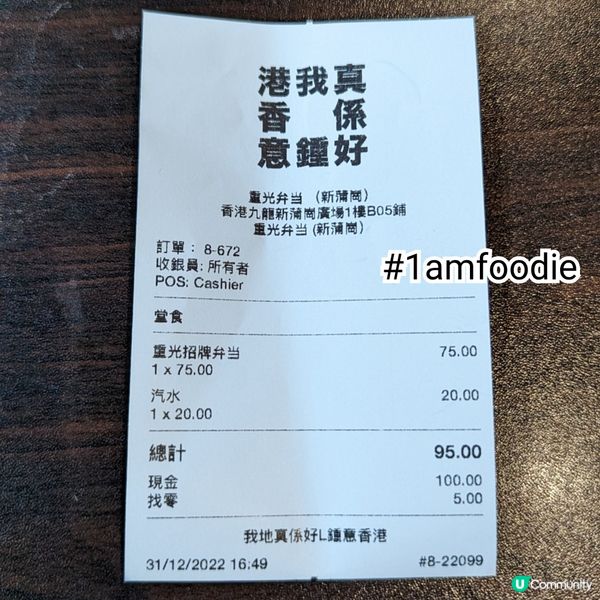 港我真
香　係
意鍾好
重光弁当 (新蒲崗)
香港九龍新蒲崗廣場1樓B05鋪
重光弁当 (新蒲崗)
訂單： 8-672
收銀員: 所有者
POS: Cashier
#1amfoodie
堂食
重光招牌弁当 75.00
1 x 75.00
汽水 20.00
1 x 20.00
總計 95.00
現金 100.00
找零 5.00
我地真係好L鍾意香港
31/12/2022 16:49 #8-22099
U Community